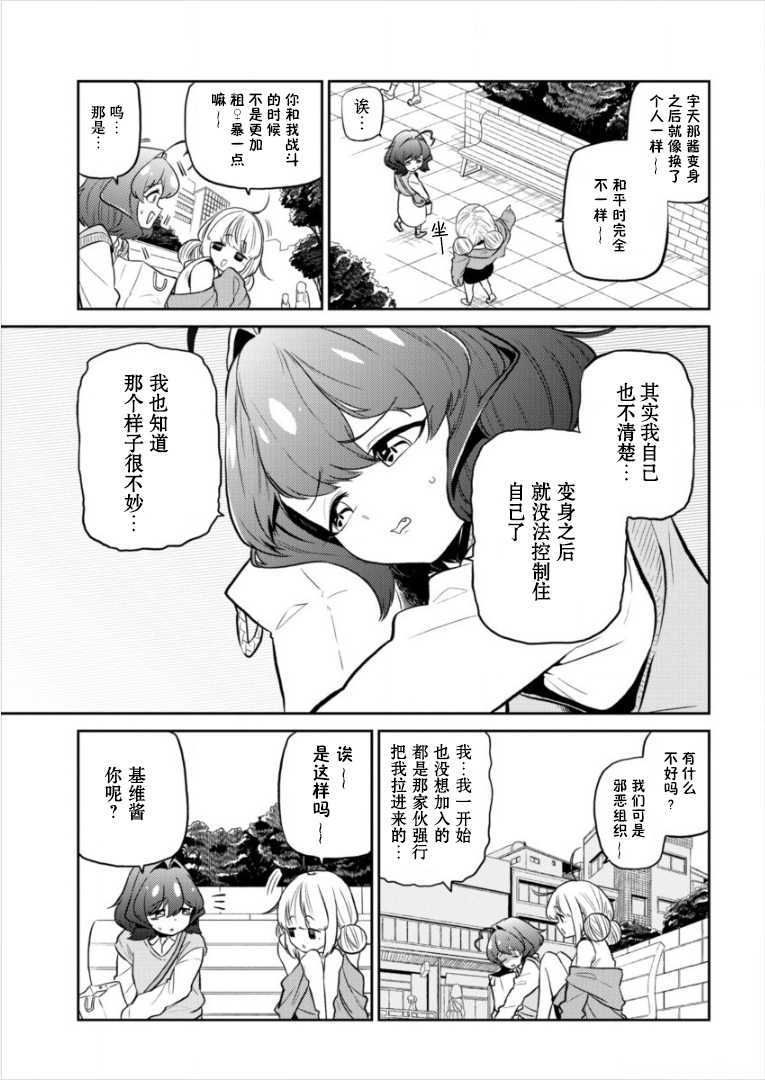 宇天那酱变身
之后就像换了
个人一样~
和平时完全
不一样~
诶…
坐
你和我战斗
的时候
不是更加
粗♀暴一点
嘛~
呜…
那是…
其实我自己
也不清楚…
变身之后
就没法控制住
自己了
我也知道
那个样子很不妙…
有什么
不好吗？
我们可是
邪恶组织~
我…我一开始
也没想加入的
都是那家伙强行
把我拉进来的…
诶~
是这样吗~
基维酱
你呢？